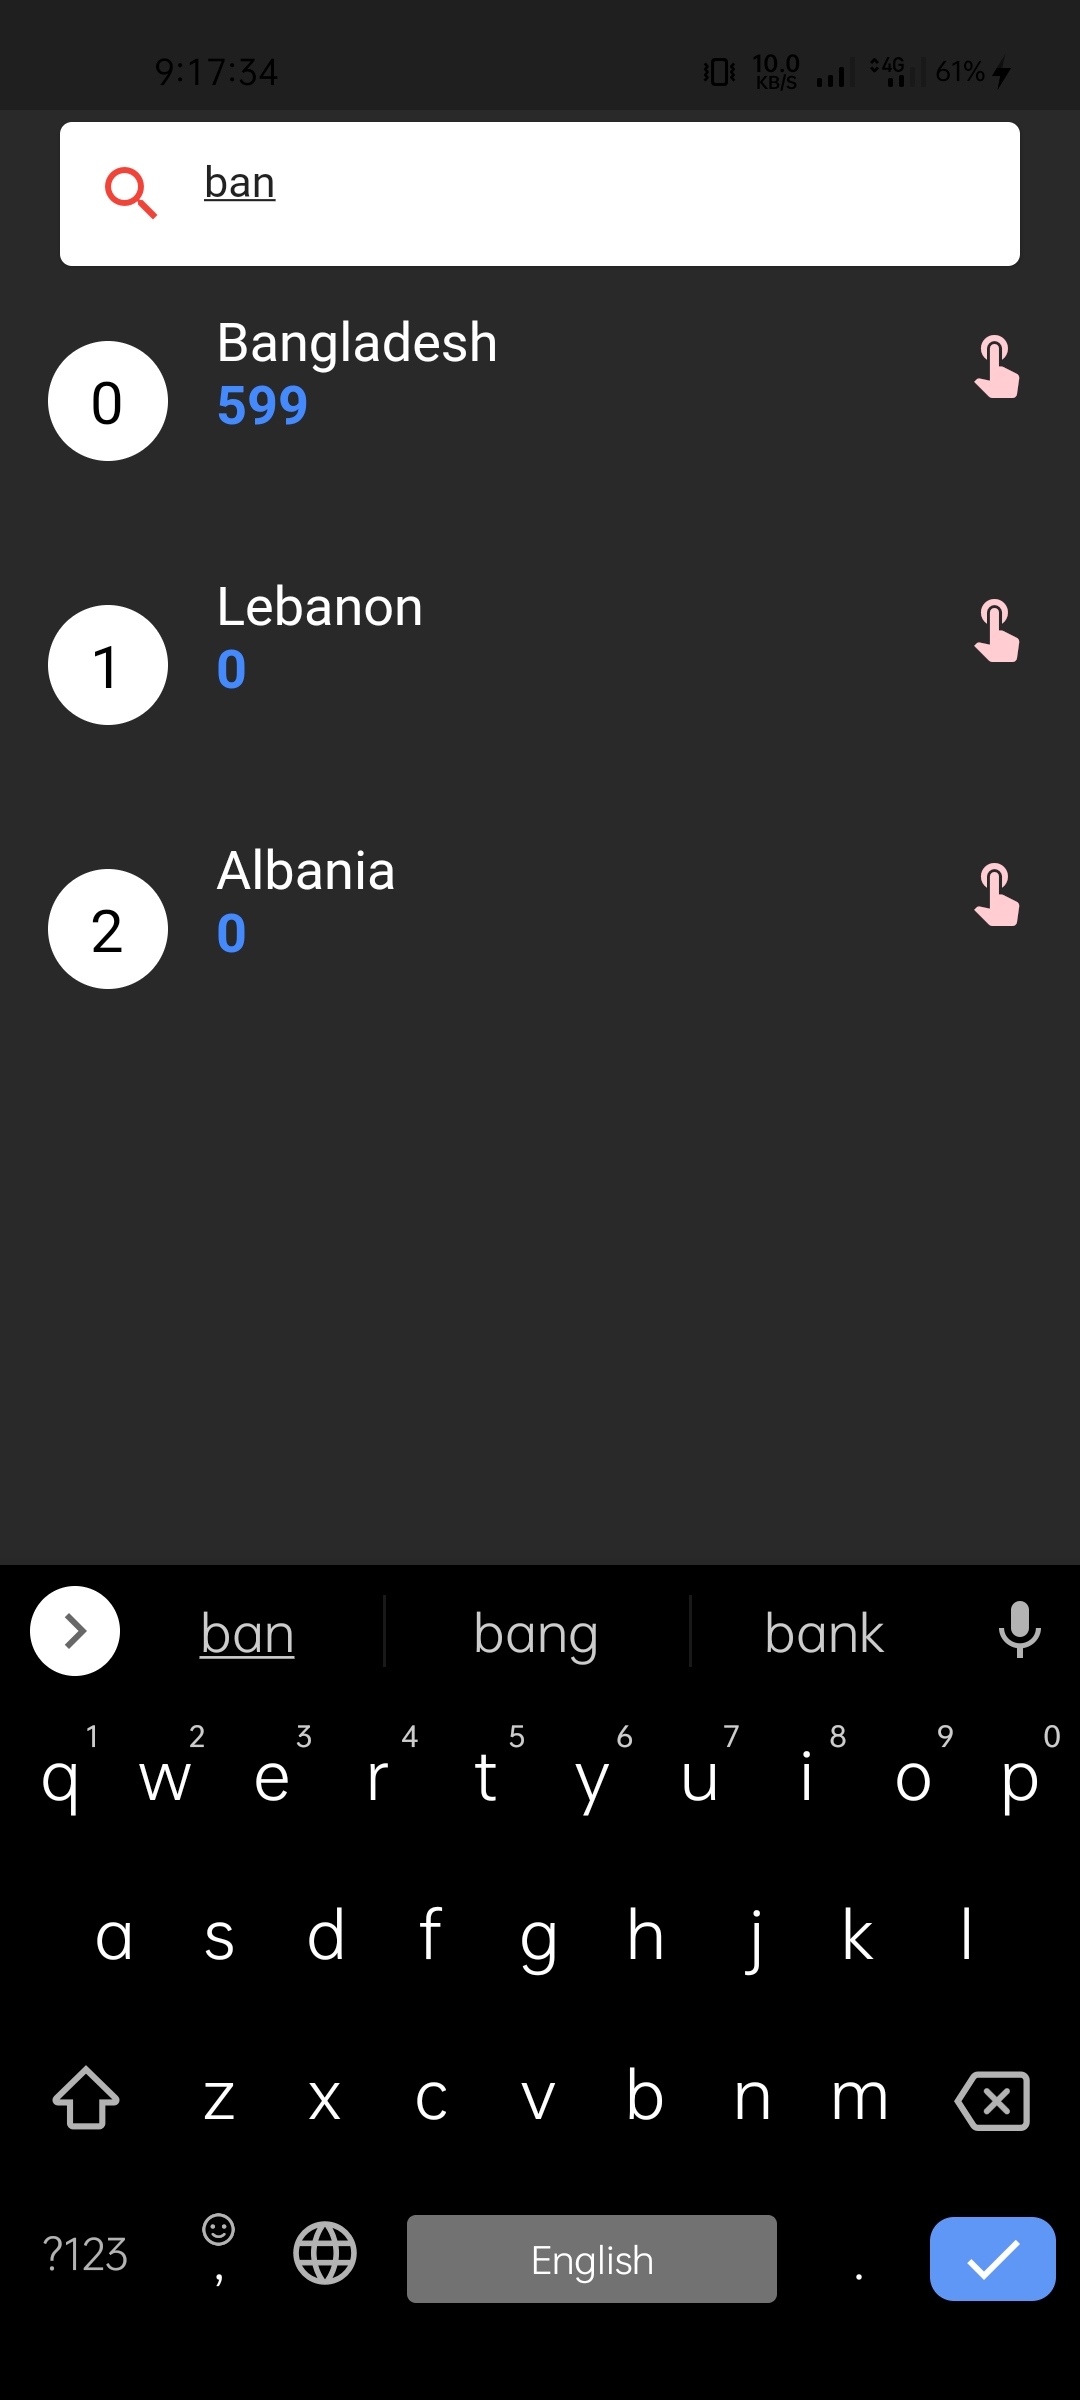 9:17:34 10.0 KB/S 4G 61%
ban
0 Bangladesh
599
1 Lebanon
0
2 Albania
0
ban bang bank
1 2 3 4 5 6 7 8 9 0
q w e r t y u i o p
a s d f g h j k l
z x c v b n m
?123 , English .